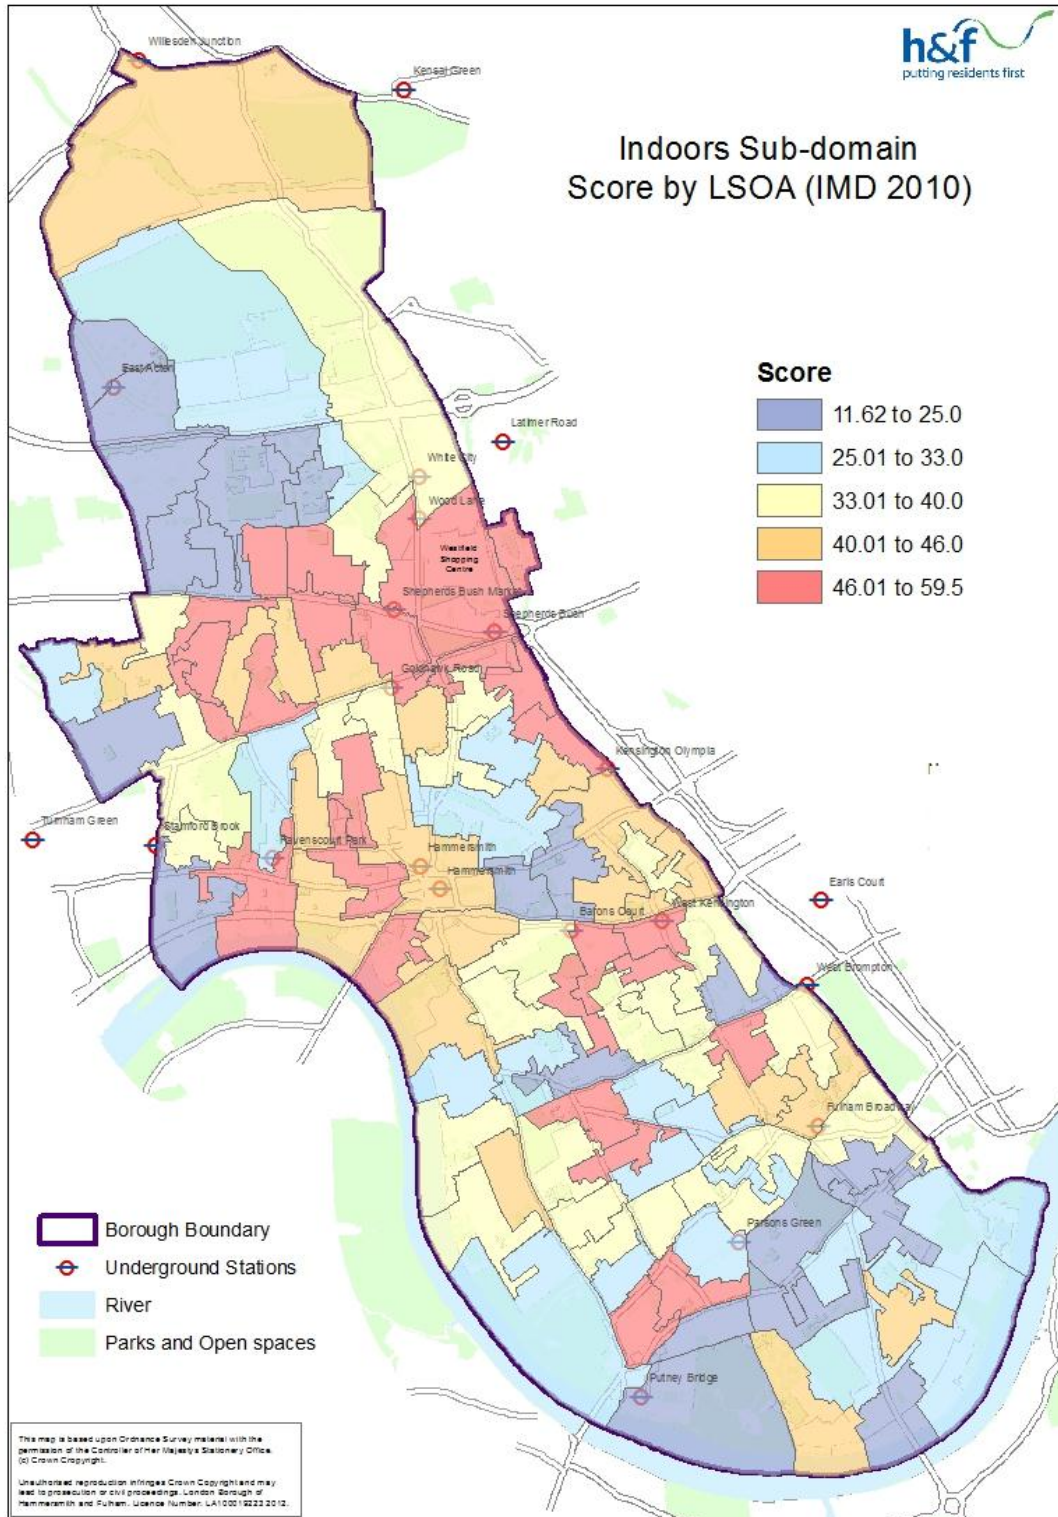 Willesden Junction
Kensal Green
h&f
putting residents first
Indoors Sub-domain
Score by LSOA (IMD 2010)
East Acton
Latimer Road
White City
Wood Lane
Westfield
Shopping
Centre
Shepherds Bush Market
Shepherds Bush
Goldhawk Road
Score
11.62 to 25.0
25.01 to 33.0
33.01 to 40.0
40.01 to 46.0
46.01 to 59.5
Kensington Olympia
Turnham Green
Stamford Brook
Ravenscourt Park
Hammersmith
Hammersmith
Earls Court
Barons Court
West Kensington
West Brompton
Fulham Broadway
Parsons Green
Putney Bridge
Borough Boundary
Underground Stations
River
Parks and Open spaces
This map is based upon Ordnance Survey material with the
permission of the Controller of Her Majestys Stationery Office.
(c) Crown Copyright.
Unauthorised reproduction infringes Crown Copyright and may
lead to prosecution or civil proceedings. London Borough of
Hammersmith and Fulham. Licence Number: LA100019223 2012.